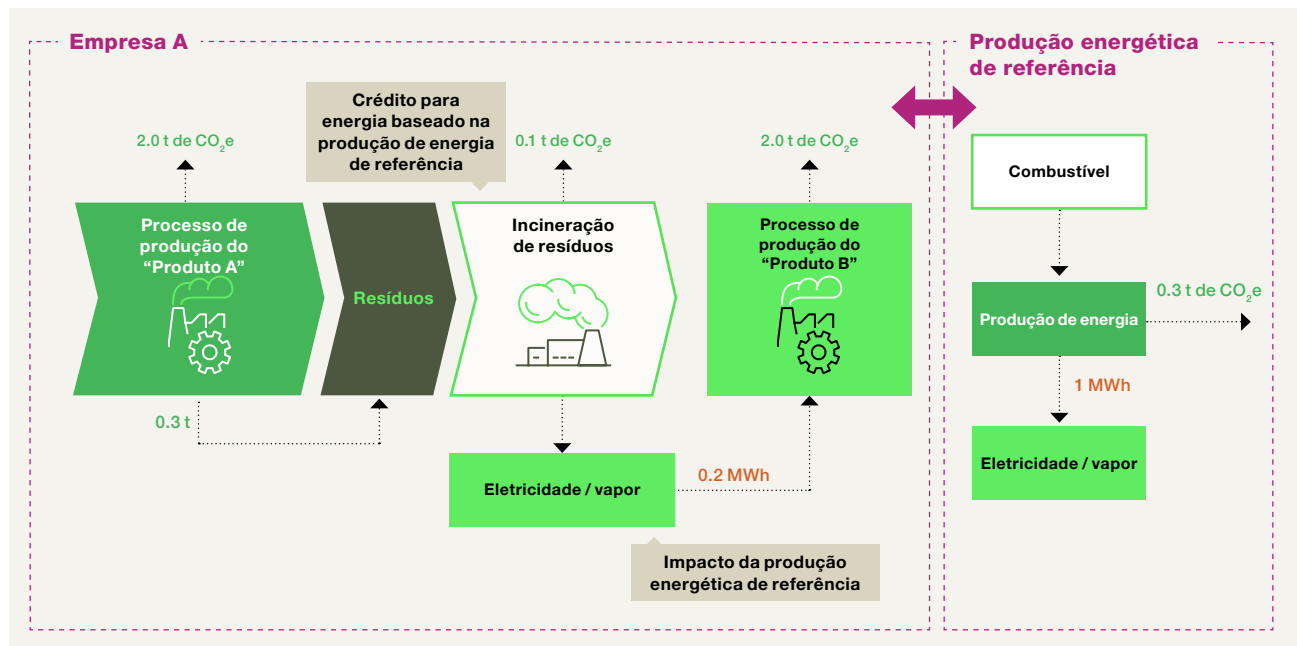 Empresa A
Crédito para
energia baseado na
produção de energia
de referência
2.0 t de CO₂e
0.1 t de CO₂e
2.0 t de CO₂e
Processo de
produção do
“Produto A”
Resíduos
Incineração
de resíduos
Processo de
produção do
“Produto B”
0.3 t
Eletricidade / vapor
0.2 MWh
Impacto da produção
energética de referência
Produção energética
de referência
Combustível
Produção de energia
0.3 t de CO₂e
1 MWh
Eletricidade / vapor